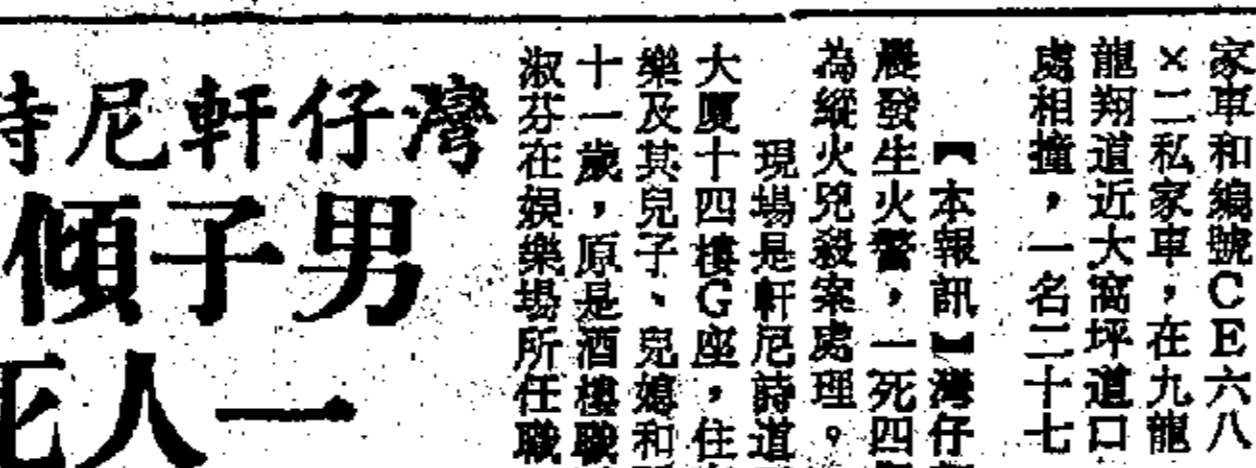 家車和編號ＣＥ六八
×二私家車，在九龍
龍翔道近大窩坪道口
處相撞，一名二十七
【本報訊】灣仔
晨發生火警，一死四
為縱火兇殺案處理。
現場是軒尼詩道
大廈十四樓Ｇ座，住
樂及其兒子、兒媳和
十一歲，原是酒樓職
淑芬在娛樂場所任職
灣仔軒尼詩
男子傾
一人死